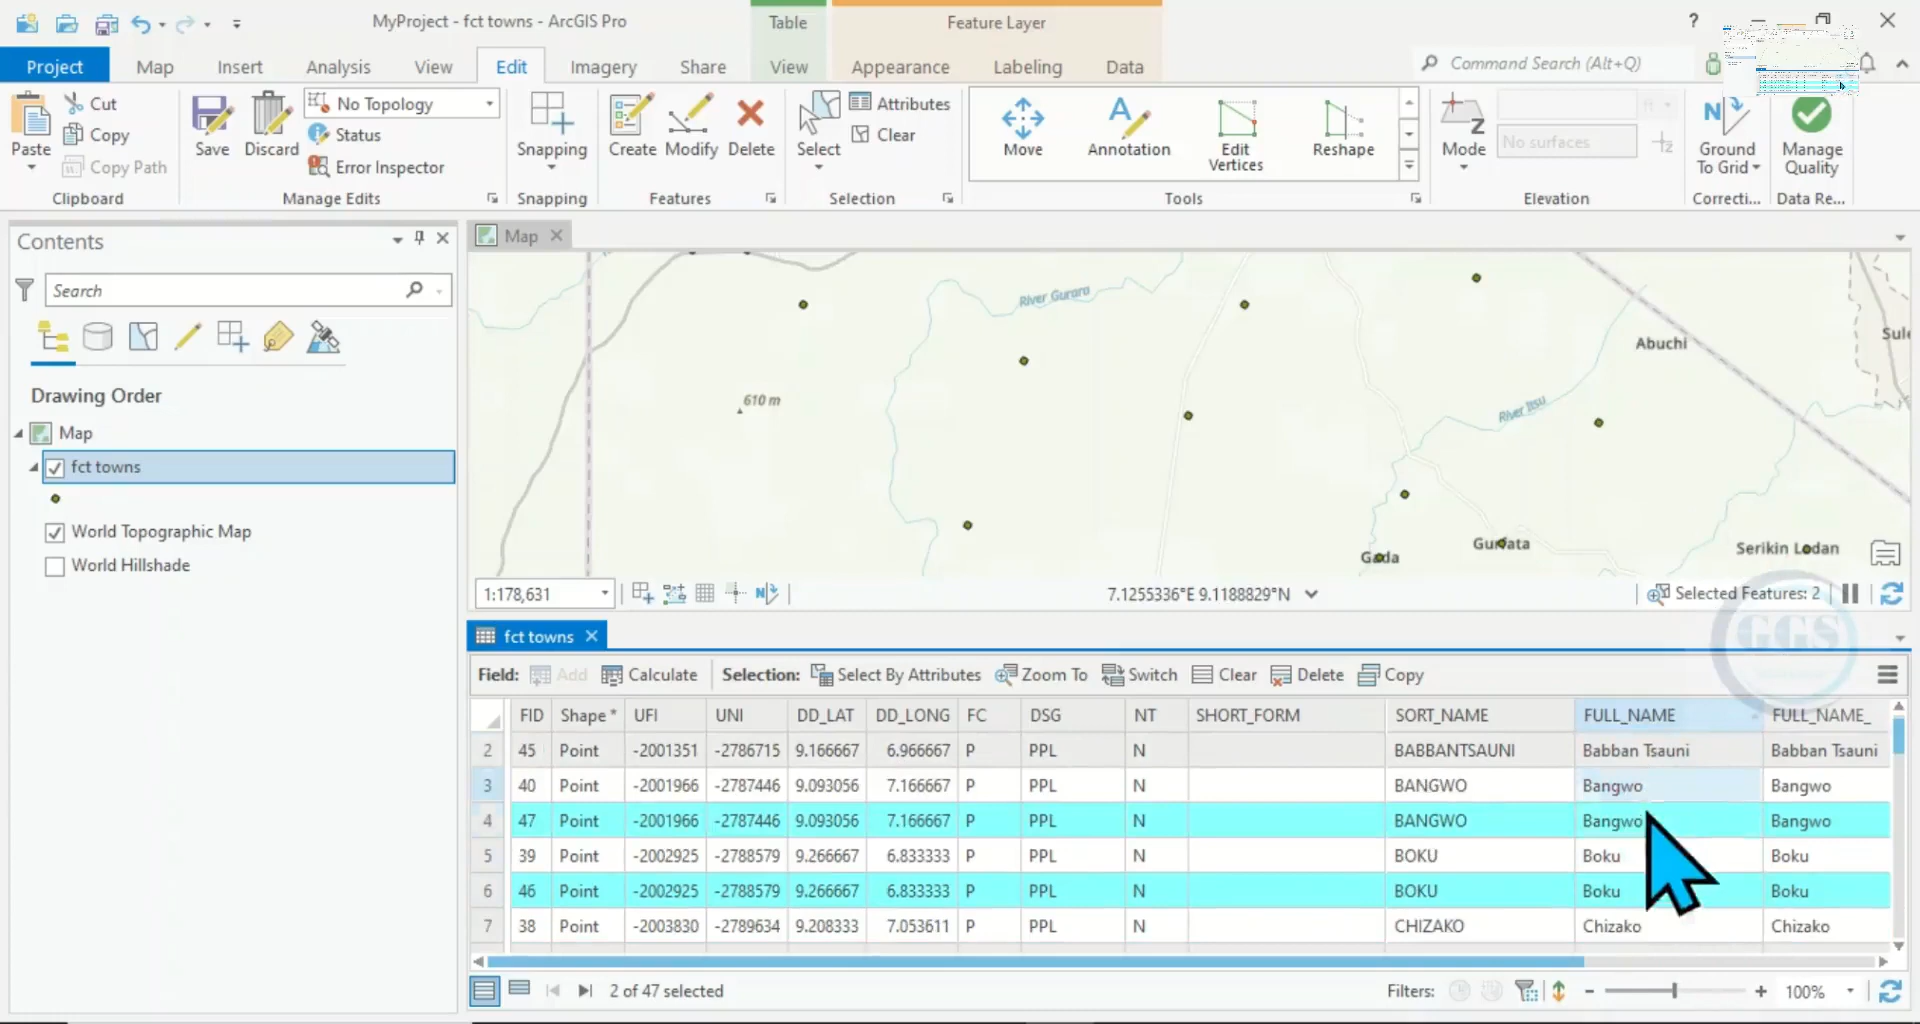 MyProject - fct towns - ArcGIS Pro
Table
Feature Layer
?
Project
Map
Insert
Analysis
View
Edit
Imagery
Share
View
Appearance
Labeling
Data
Command Search (Alt+Q)
Paste
Cut
Copy
Copy Path
Clipboard
Save
Discard
No Topology
Status
Error Inspector
Manage Edits
Snapping
Snapping
Create
Modify
Delete
Features
Select
Attributes
Clear
Selection
Move
Annotation
Edit
Vertices
Reshape
Tools
Mode
ft
No surfaces
Elevation
Ground
To Grid
Correcti...
Manage
Quality
Data Re...
Contents
Search
Drawing Order
Map
fct towns
World Topographic Map
World Hillshade
Map
River Gurara
Abuchi
Sule
610 m
River Itsu
Gada
Gurdata
Serikin Lodan
1:178,631
7.1255336°E 9.1188829°N
Selected Features: 2
GGS
fct towns
Field: Add Calculate Selection: Select By Attributes Zoom To Switch Clear Delete Copy
FID Shape * UFI UNI DD_LAT DD_LONG FC DSG NT SHORT_FORM SORT_NAME FULL_NAME FULL_NAME_
2 45 Point -2001351 -2786715 9.166667 6.966667 P PPL N BABBANTSAUNI Babban Tsauni Babban Tsauni
3 40 Point -2001966 -2787446 9.093056 7.166667 P PPL N BANGWO Bangwo Bangwo
4 47 Point -2001966 -2787446 9.093056 7.166667 P PPL N BANGWO Bangwo Bangwo
5 39 Point -2002925 -2788579 9.266667 6.833333 P PPL N BOKU Boku Boku
6 46 Point -2002925 -2788579 9.266667 6.833333 P PPL N BOKU Boku Boku
7 38 Point -2003830 -2789634 9.208333 7.053611 P PPL N CHIZAKO Chizako Chizako
2 of 47 selected
Filters:
100%